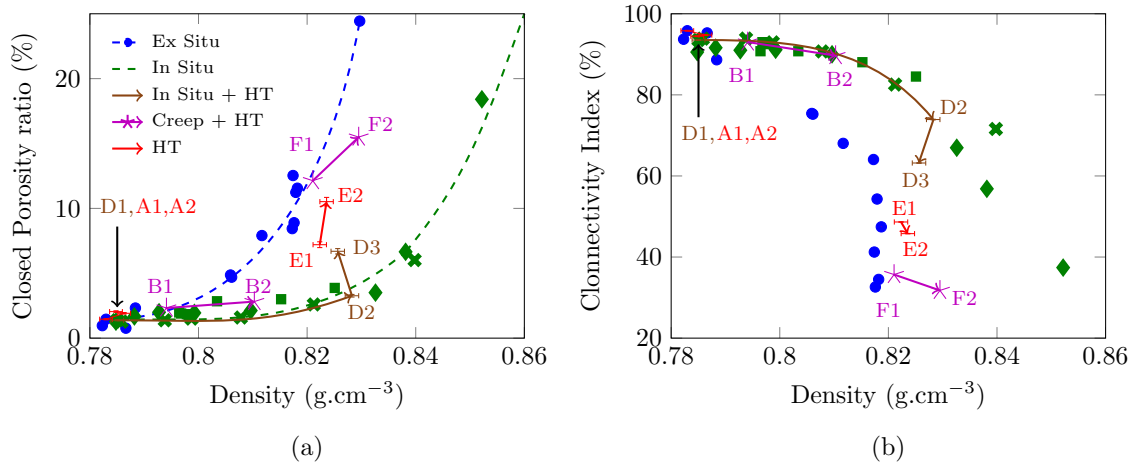 Closed Porosity ratio (%)
20
10
0
Ex Situ
In Situ
In Situ + HT
Creep + HT
HT
D1,A1,A2
B1
B2
F1
F2
E1
E2
D3
D2
0.78
0.8
0.82
0.84
0.86
Density (g.cm−3)
(a)
Clonnectivity Index (%)
100
80
60
40
20
B1
B2
D1,A1,A2
D2
D3
E1
E2
F1
F2
0.78
0.8
0.82
0.84
0.86
Density (g.cm−3)
(b)